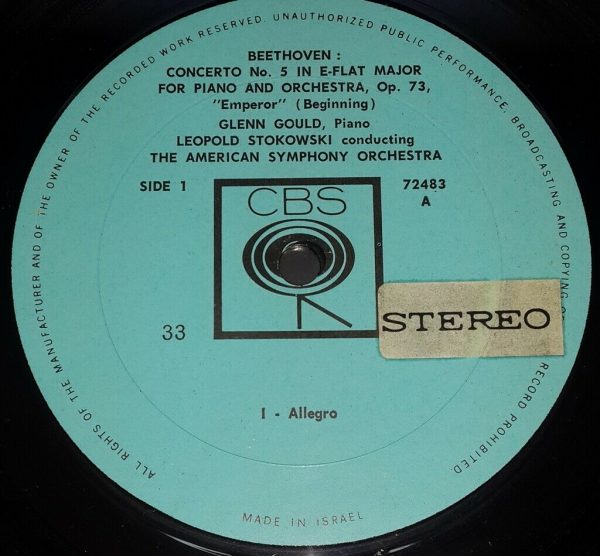 ALL RIGHTS OF THE MANUFACTURER AND OF THE OWNER OF THE RECORDED WORK RESERVED. UNAUTHORIZED PUBLIC PERFORMANCE, BROADCASTING AND COPYING O RECORD PROHIBITED.
BEETHOVEN :
CONCERTO No. 5 IN E-FLAT MAJOR
FOR PIANO AND ORCHESTRA, Op. 73,
"Emperor" (Beginning)
GLENN GOULD, Piano
LEOPOLD STOKOWSKI conducting
THE AMERICAN SYMPHONY ORCHESTRA
SIDE 1
72483
A
CBS
33
STEREO
I - Allegro
MADE IN ISRAEL